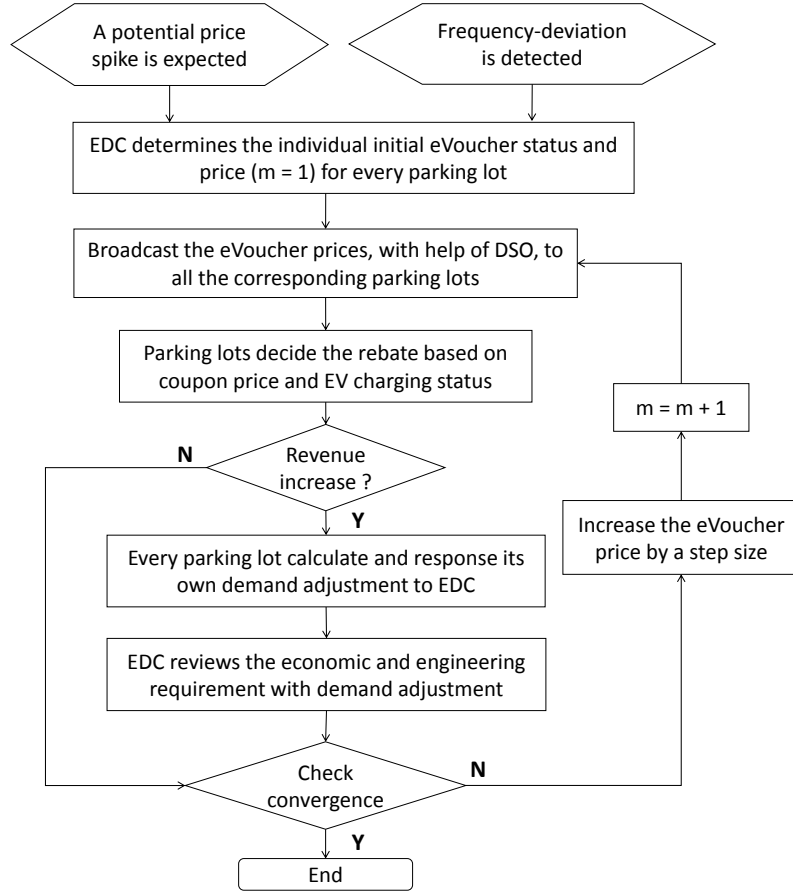 A potential price
spike is expected
Frequency-deviation
is detected
EDC determines the individual initial eVoucher status and
price (m = 1) for every parking lot
Broadcast the eVoucher prices, with help of DSO, to
all the corresponding parking lots
Parking lots decide the rebate based on
coupon price and EV charging status
m = m + 1
N
Revenue
increase ?
Y
Increase the eVoucher
price by a step size
Every parking lot calculate and response its
own demand adjustment to EDC
EDC reviews the economic and engineering
requirement with demand adjustment
Check
convergence
N
Y
End